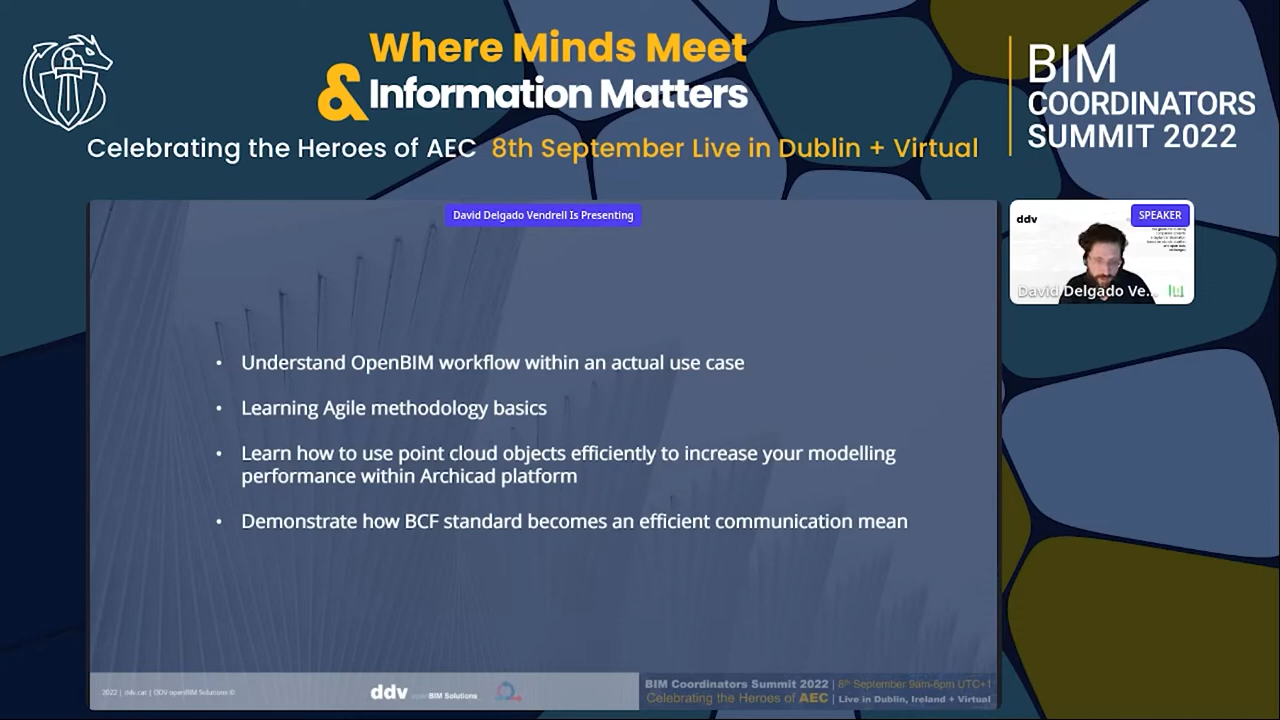 Where Minds Meet
& Information Matters
Celebrating the Heroes of AEC 8th September Live in Dublin + Virtual
BIM
COORDINATORS
SUMMIT 2022
David Delgado Vendrell Is Presenting
ddv
SPEAKER
David Delgado Ve...
• Understand OpenBIM workflow within an actual use case
• Learning Agile methodology basics
• Learn how to use point cloud objects efficiently to increase your modelling
performance within Archicad platform
• Demonstrate how BCF standard becomes an efficient communication mean
2022 | ddv.cat | DDV openBIM Solutions ©
ddv openBIM Solutions
BIM Coordinators Summit 2022 | 8th September 9am-6pm UTC+1
Celebrating the Heroes of AEC | Live in Dublin, Ireland + Virtual